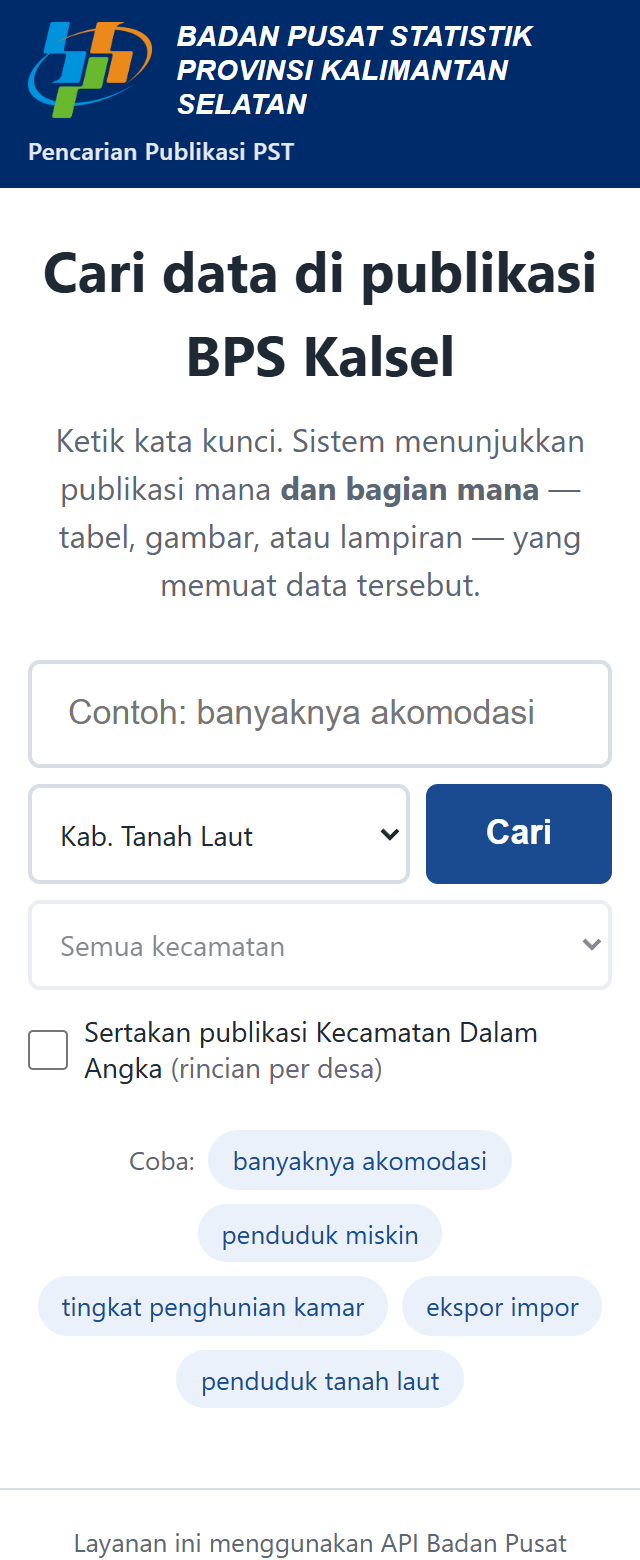 BADAN PUSAT STATISTIK
PROVINSI KALIMANTAN
SELATAN
Pencarian Publikasi PST
Cari data di publikasi
BPS Kalsel
Ketik kata kunci. Sistem menunjukkan
publikasi mana dan bagian mana —
tabel, gambar, atau lampiran — yang
memuat data tersebut.
Contoh: banyaknya akomodasi
Kab. Tanah Laut
Cari
Semua kecamatan
Sertakan publikasi Kecamatan Dalam
Angka (rincian per desa)
Coba: banyaknya akomodasi
penduduk miskin
tingkat penghunian kamar ekspor impor
penduduk tanah laut
Layanan ini menggunakan API Badan Pusat